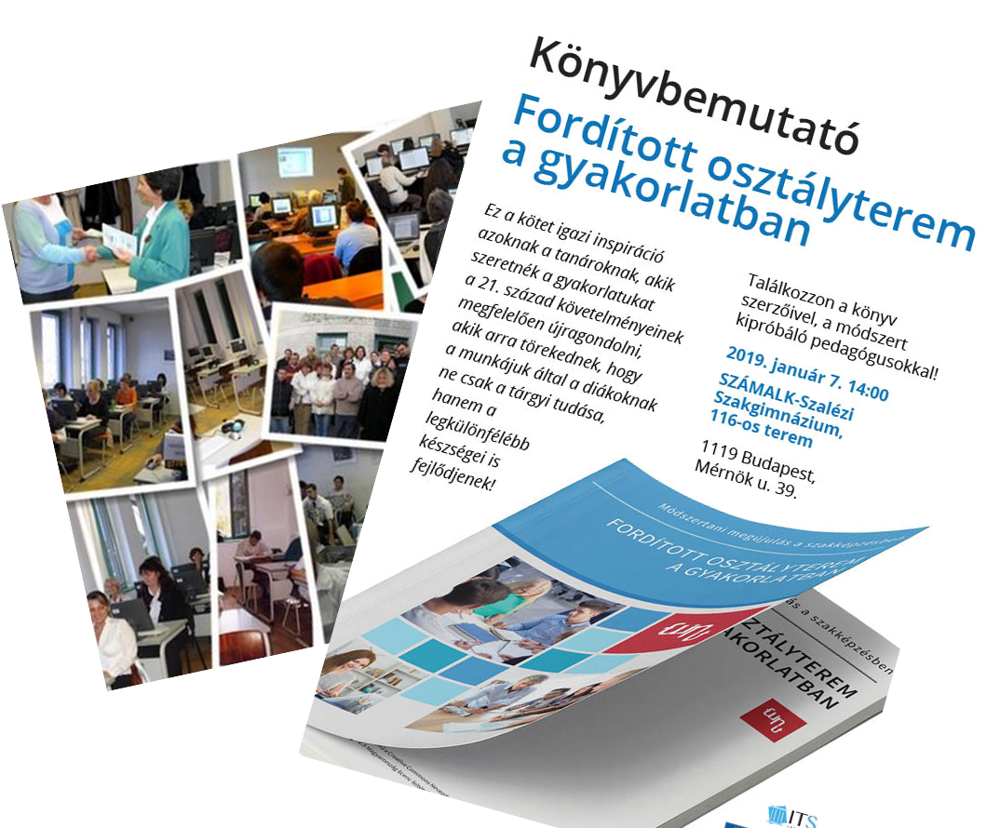 Könyvbemutató
Fordított osztályterem
a gyakorlatban
Ez a kötet igazi inspiráció
azoknak a tanároknak, akik
szeretnék a gyakorlatukat
a 21. század követelményeinek
megfelelően újragondolni,
akik arra törekednek, hogy
a munkájuk által a diákoknak
ne csak a tárgyi tudása,
hanem a
legkülönfélébb
készségei is
fejlődjenek!
Találkozzon a könyv
szerzőivel, a módszert
kipróbáló pedagógusokkal!
2019. január 7. 14:00
SZÁMALK-Szalézi
Szakgimnázium,
116-os terem
1119 Budapest,
Mérnök u. 39.
Módszertani megújulás a szakképzésben
FORDÍTOTT OSZTÁLYTEREM
A GYAKORLATBAN
ás a szakképzésben
ZTÁLYTEREM
AKORLATBAN
a Creative Commons
ITS